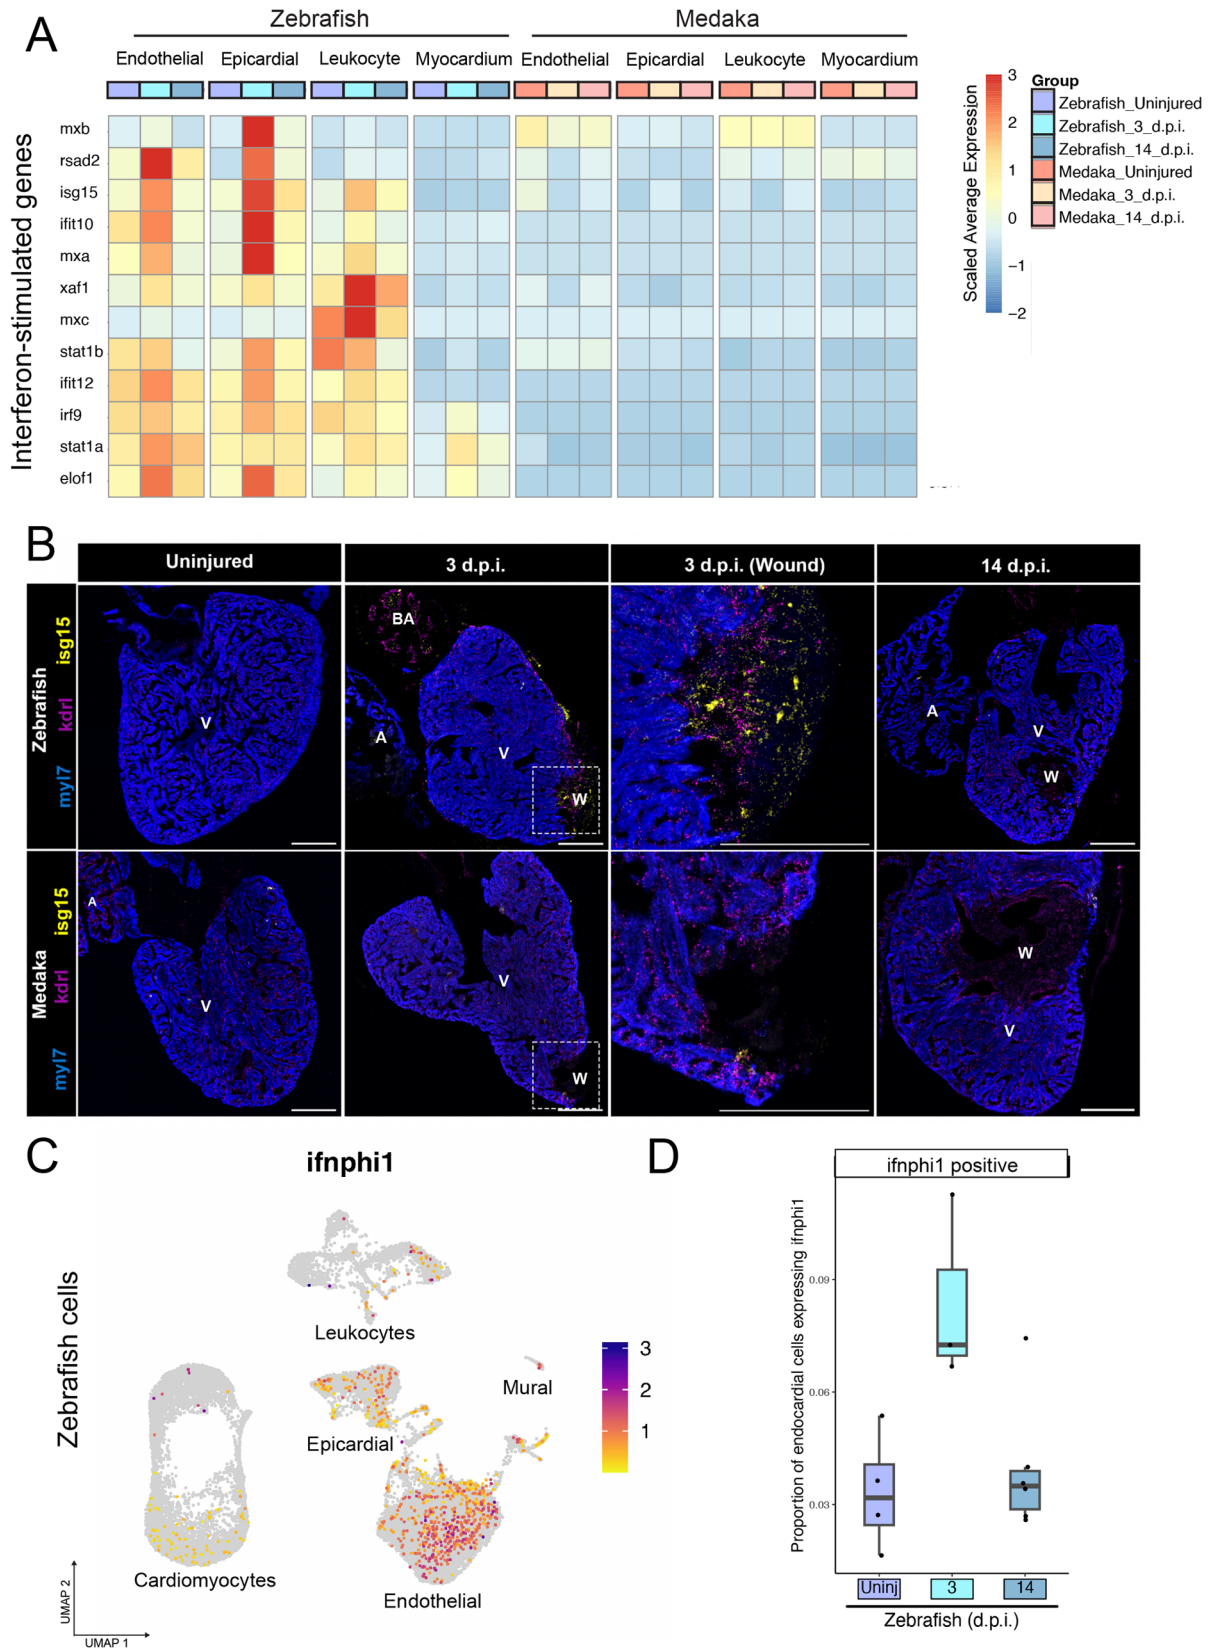 A
Zebrafish
Medaka
Endothelial Epicardial Leukocyte Myocardium Endothelial Epicardial Leukocyte Myocardium
Interferon-stimulated genes
mxb
rsad2
isg15
ifit10
mxa
xaf1
mxc
stat1b
ifit12
irf9
stat1a
elof1
Scaled Average Expression
3
2
1
0
−1
−2
Group
Zebrafish_Uninjured
Zebrafish_3_d.p.i.
Zebrafish_14_d.p.i.
Medaka_Uninjured
Medaka_3_d.p.i.
Medaka_14_d.p.i.
B
Uninjured
3 d.p.i.
3 d.p.i. (Wound)
14 d.p.i.
Zebrafish
myl7 kdrl isg15
V
BA
A
V
W
A
V
W
Medaka
myl7 kdrl isg15
A
V
V
W
W
V
C
ifnphi1
Zebrafish cells
Leukocytes
Mural
Epicardial
Cardiomyocytes
Endothelial
3
2
1
UMAP 2
UMAP 1
D
ifnphi1 positive
Proportion of endocardial cells expressing ifnphi1
0.09
0.06
0.03
Uninj 3 14
Zebrafish (d.p.i.)